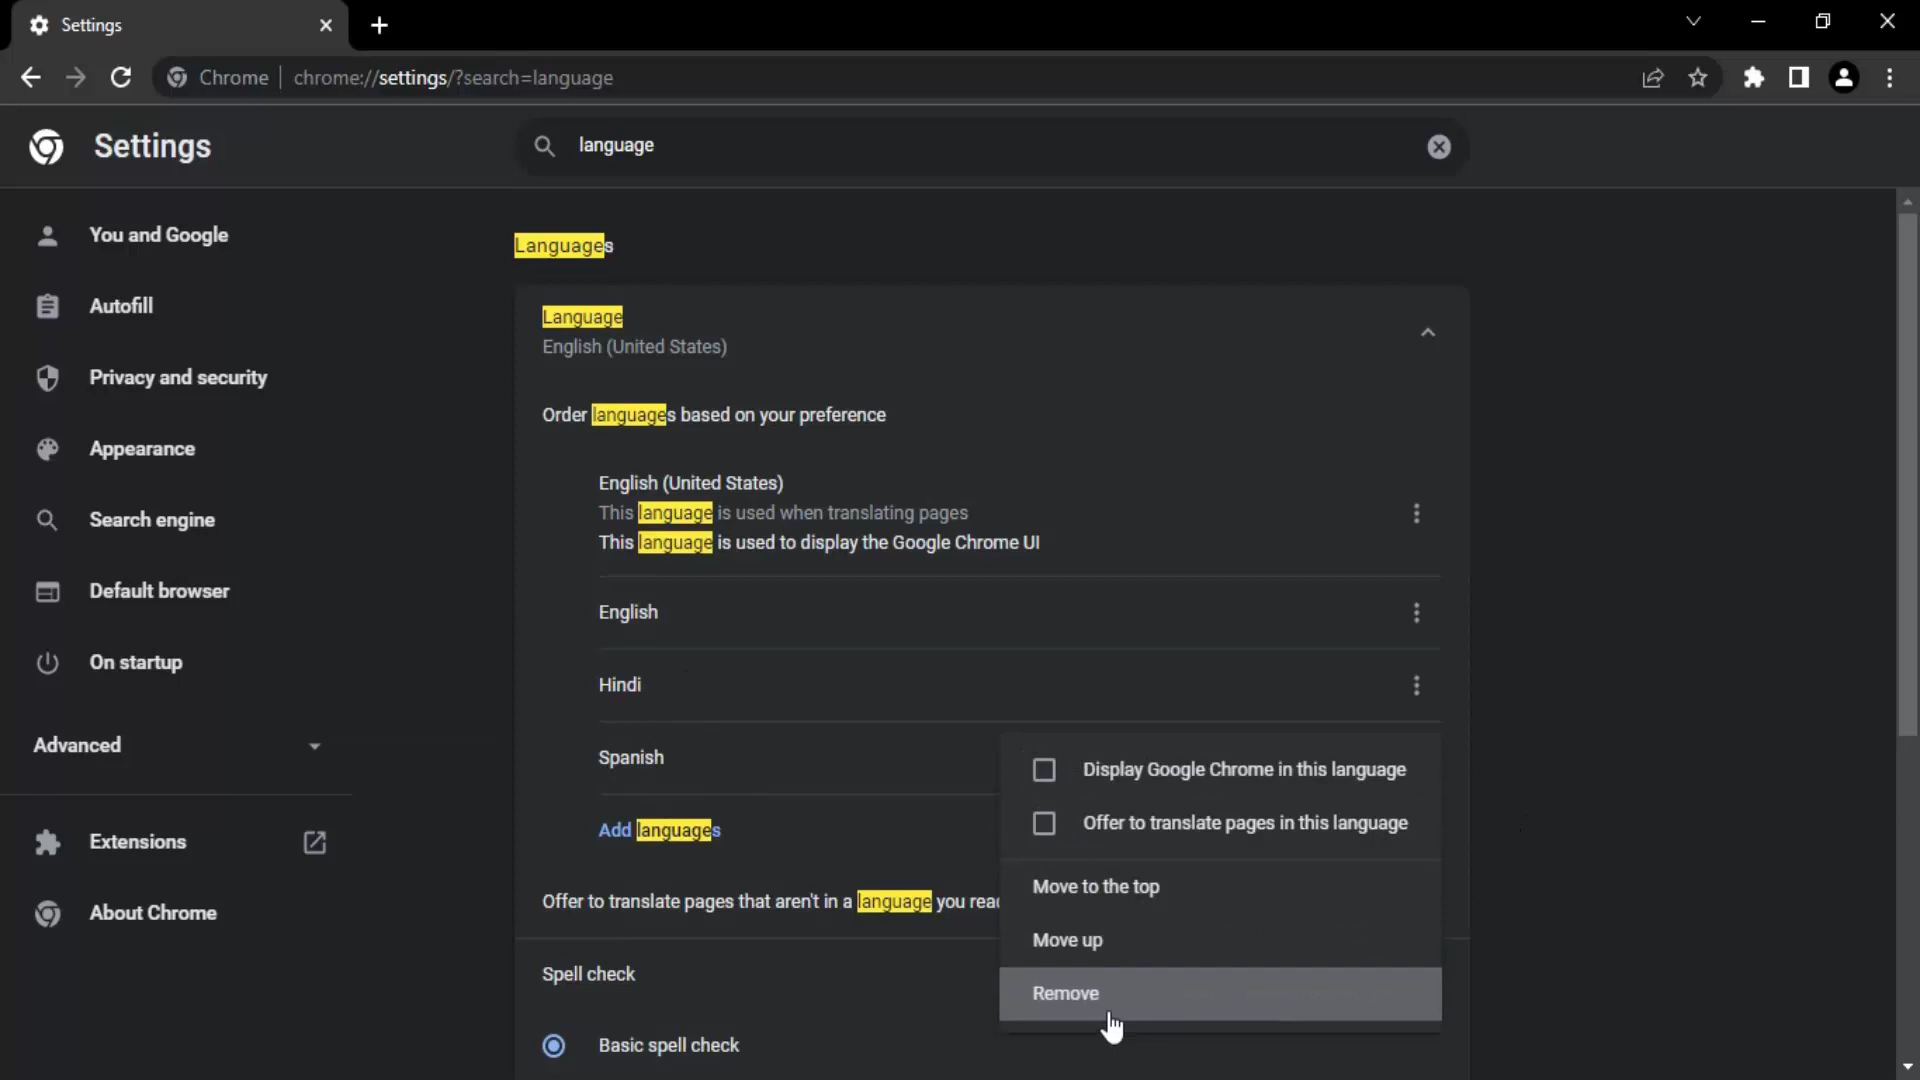 Settings
Chrome
chrome://settings/?search=language
Settings
language
You and Google
Autofill
Privacy and security
Appearance
Search engine
Default browser
On startup
Advanced
Extensions
About Chrome
Languages
Language
English (United States)
Order languages based on your preference
English (United States)
This language is used when translating pages
This language is used to display the Google Chrome UI
English
Hindi
Spanish
Add languages
Offer to translate pages that aren't in a language you
Spell check
Basic spell check
Display Google Chrome in this language
Offer to translate pages in this language
Move to the top
Move up
Remove